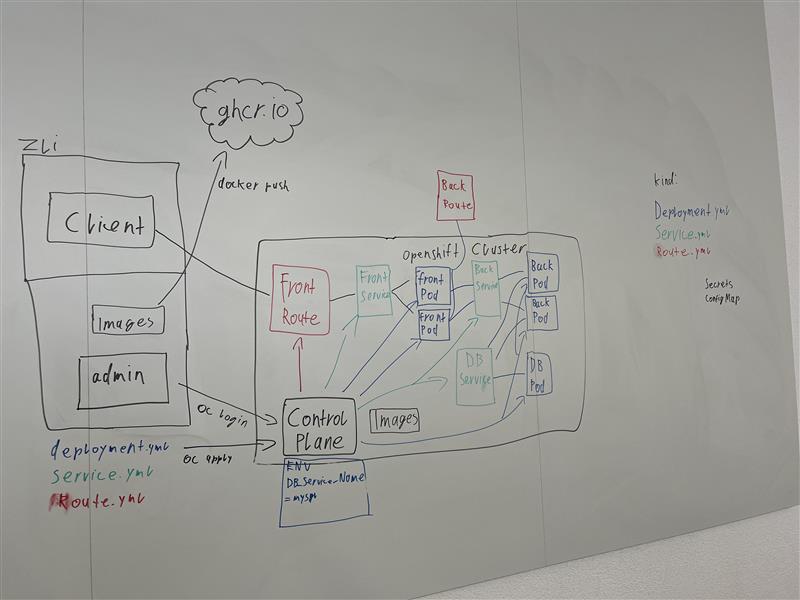 ZLi
ghcr.io
docker push
Client
Images
admin
OC login
OC apply
deployment.yml
Service.yml
Route.yml
Back
Route
Openshift Cluster
Front
Route
Front
Service
Front
Pod
Front
Pod
Back
Service
Back
Pod
Back
Pod
DB
Service
DB
Pod
Control
Plane
Images
ENV
DB_Service_Name
kind:
Deployment.yml
Service.yml
Route.yml
Secrets
ConfigMap